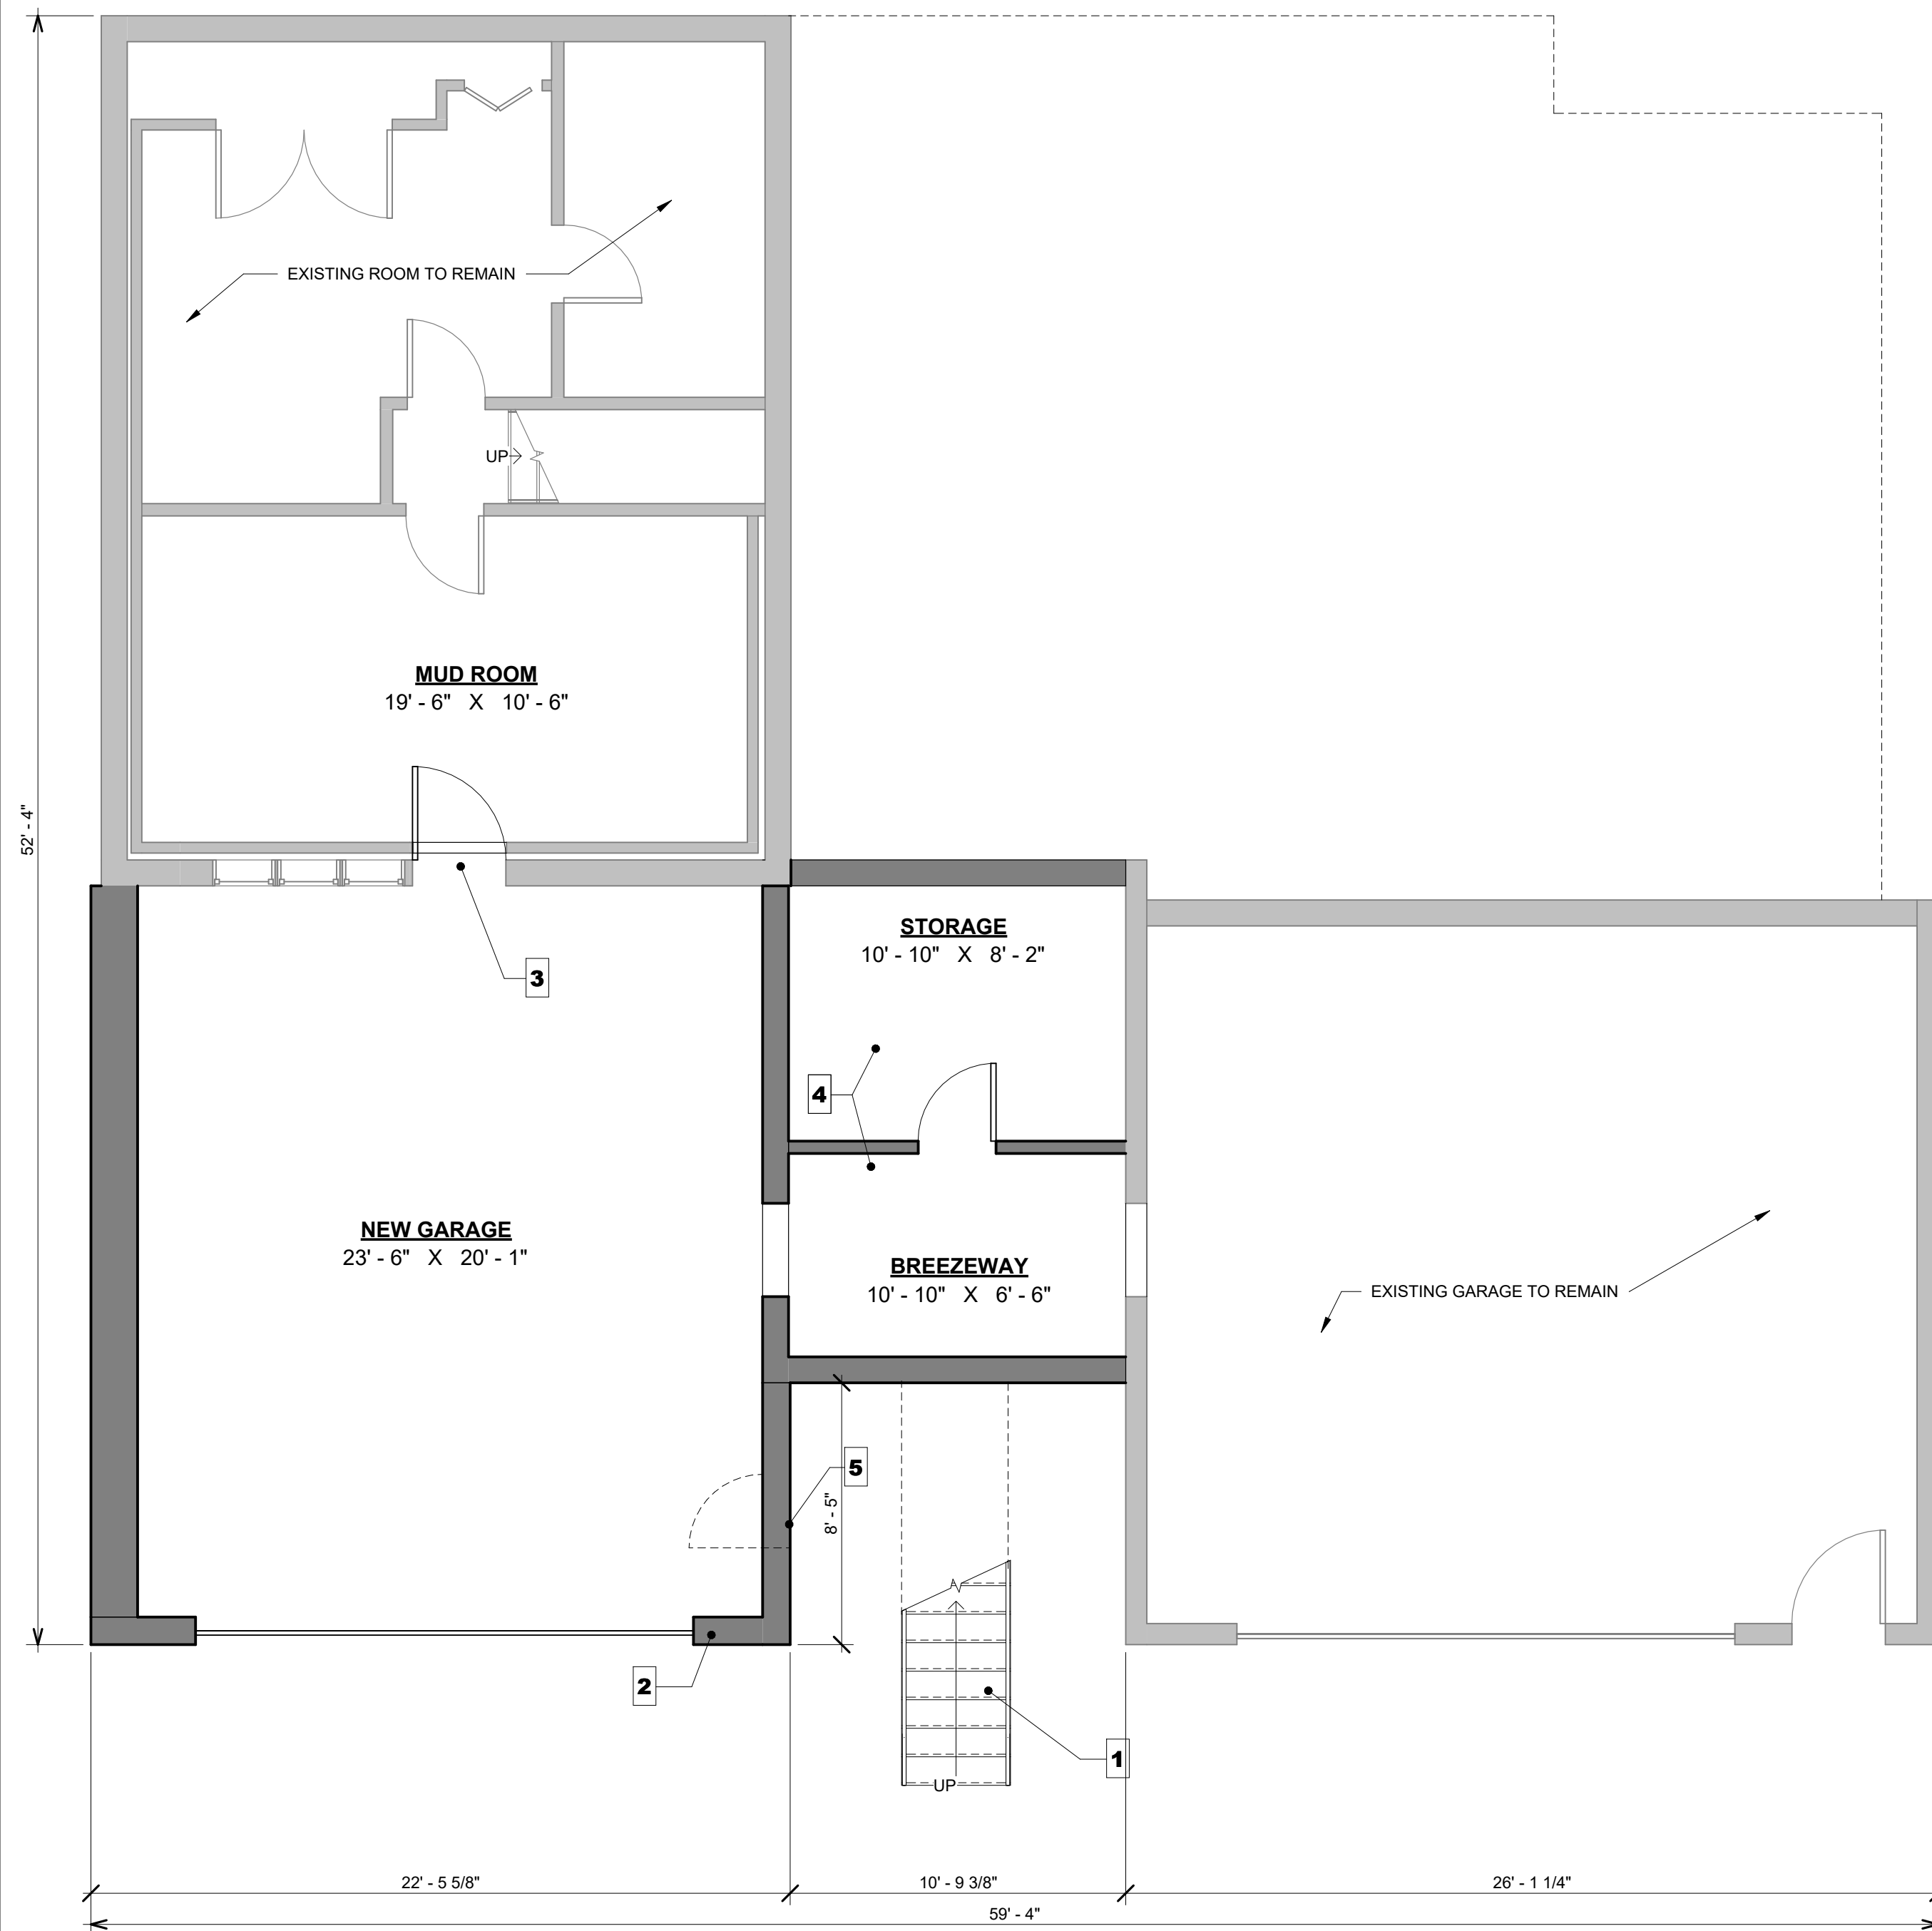 EXISTING ROOM TO REMAIN
UP
MUD ROOM
19' - 6" X 10' - 6"
52' - 4"
STORAGE
10' - 10" X 8' - 2"
3
4
NEW GARAGE
23' - 6" X 20' - 1"
BREEZEWAY
10' - 10" X 6' - 6"
EXISTING GARAGE TO REMAIN
5
8' - 5"
2
1
UP
22' - 5 5/8"
10' - 9 3/8"
26' - 1 1/4"
59' - 4"